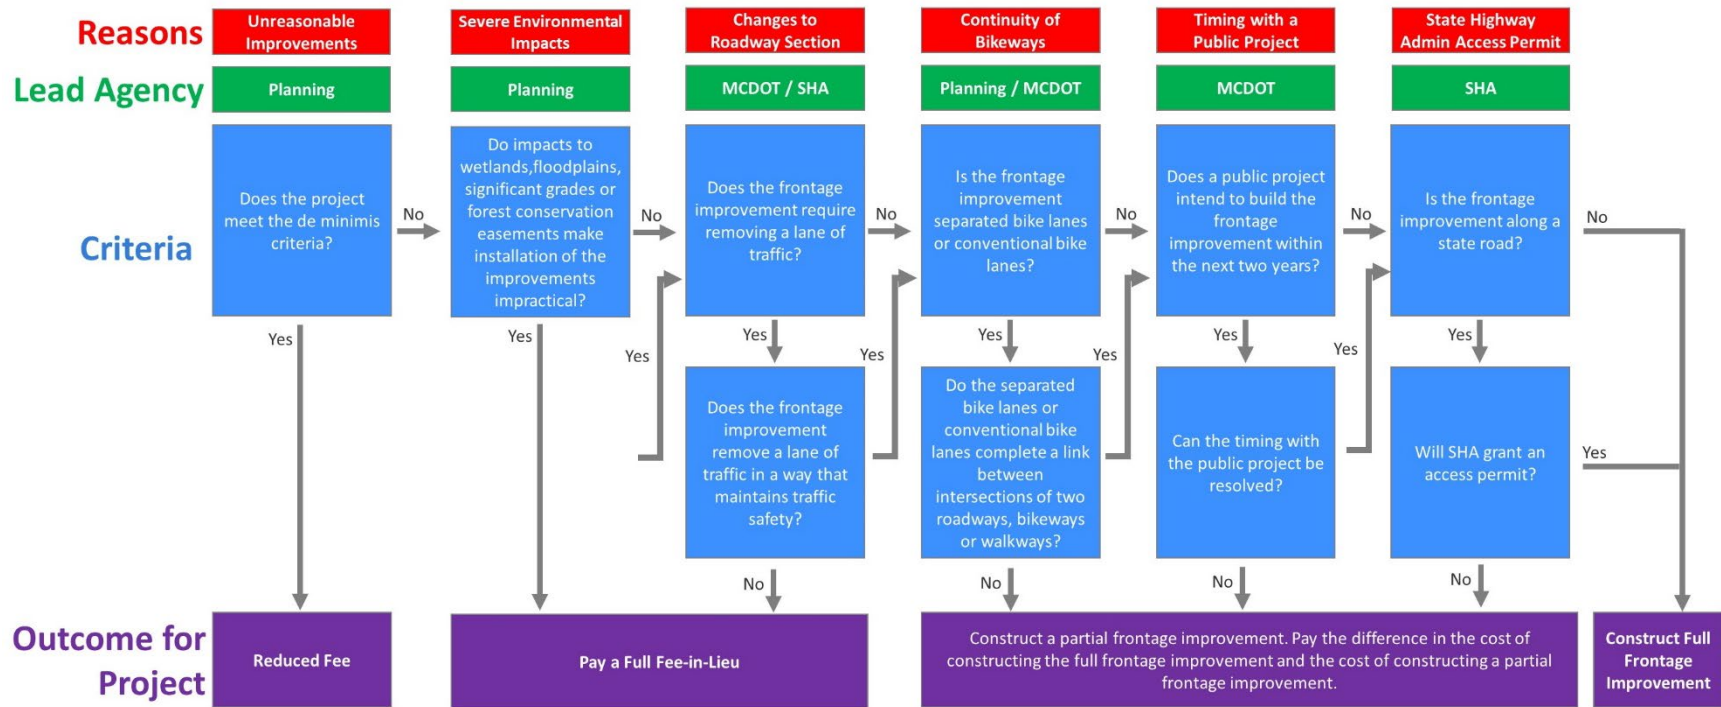 Reasons
Unreasonable
Improvements
Severe Environmental
Impacts
Changes to
Roadway Section
Continuity of
Bikeways
Timing with a
Public Project
State Highway
Admin Access Permit
Lead Agency
Planning
Planning
MCDOT / SHA
Planning / MCDOT
MCDOT
SHA
Criteria
Does the project
meet the de minimis
criteria?
No
Do impacts to
wetlands,floodplains,
significant grades or
forest conservation
easements make
installation of the
improvements
impractical?
No
Does the frontage
improvement require
removing a lane of
traffic?
No
Is the frontage
improvement
separated bike lanes
or conventional bike
lanes?
No
Does a public project
intend to build the
frontage
improvement within
the next two years?
No
Is the frontage
improvement along a
state road?
No
Yes
Yes
Yes
Yes
Yes
Yes
Yes
Yes
Yes
Yes
Does the frontage
improvement
remove a lane of
traffic in a way that
maintains traffic
safety?
Do the separated
bike lanes or
conventional bike
lanes complete a link
between
intersections of two
roadways, bikeways
or walkways?
Can the timing with
the public project be
resolved?
Will SHA grant an
access permit?
Yes
No
No
No
No
Outcome for
Project
Reduced Fee
Pay a Full Fee-in-Lieu
Construct a partial frontage improvement. Pay the difference in the cost of
constructing the full frontage improvement and the cost of constructing a partial
frontage improvement.
Construct Full
Frontage
Improvement